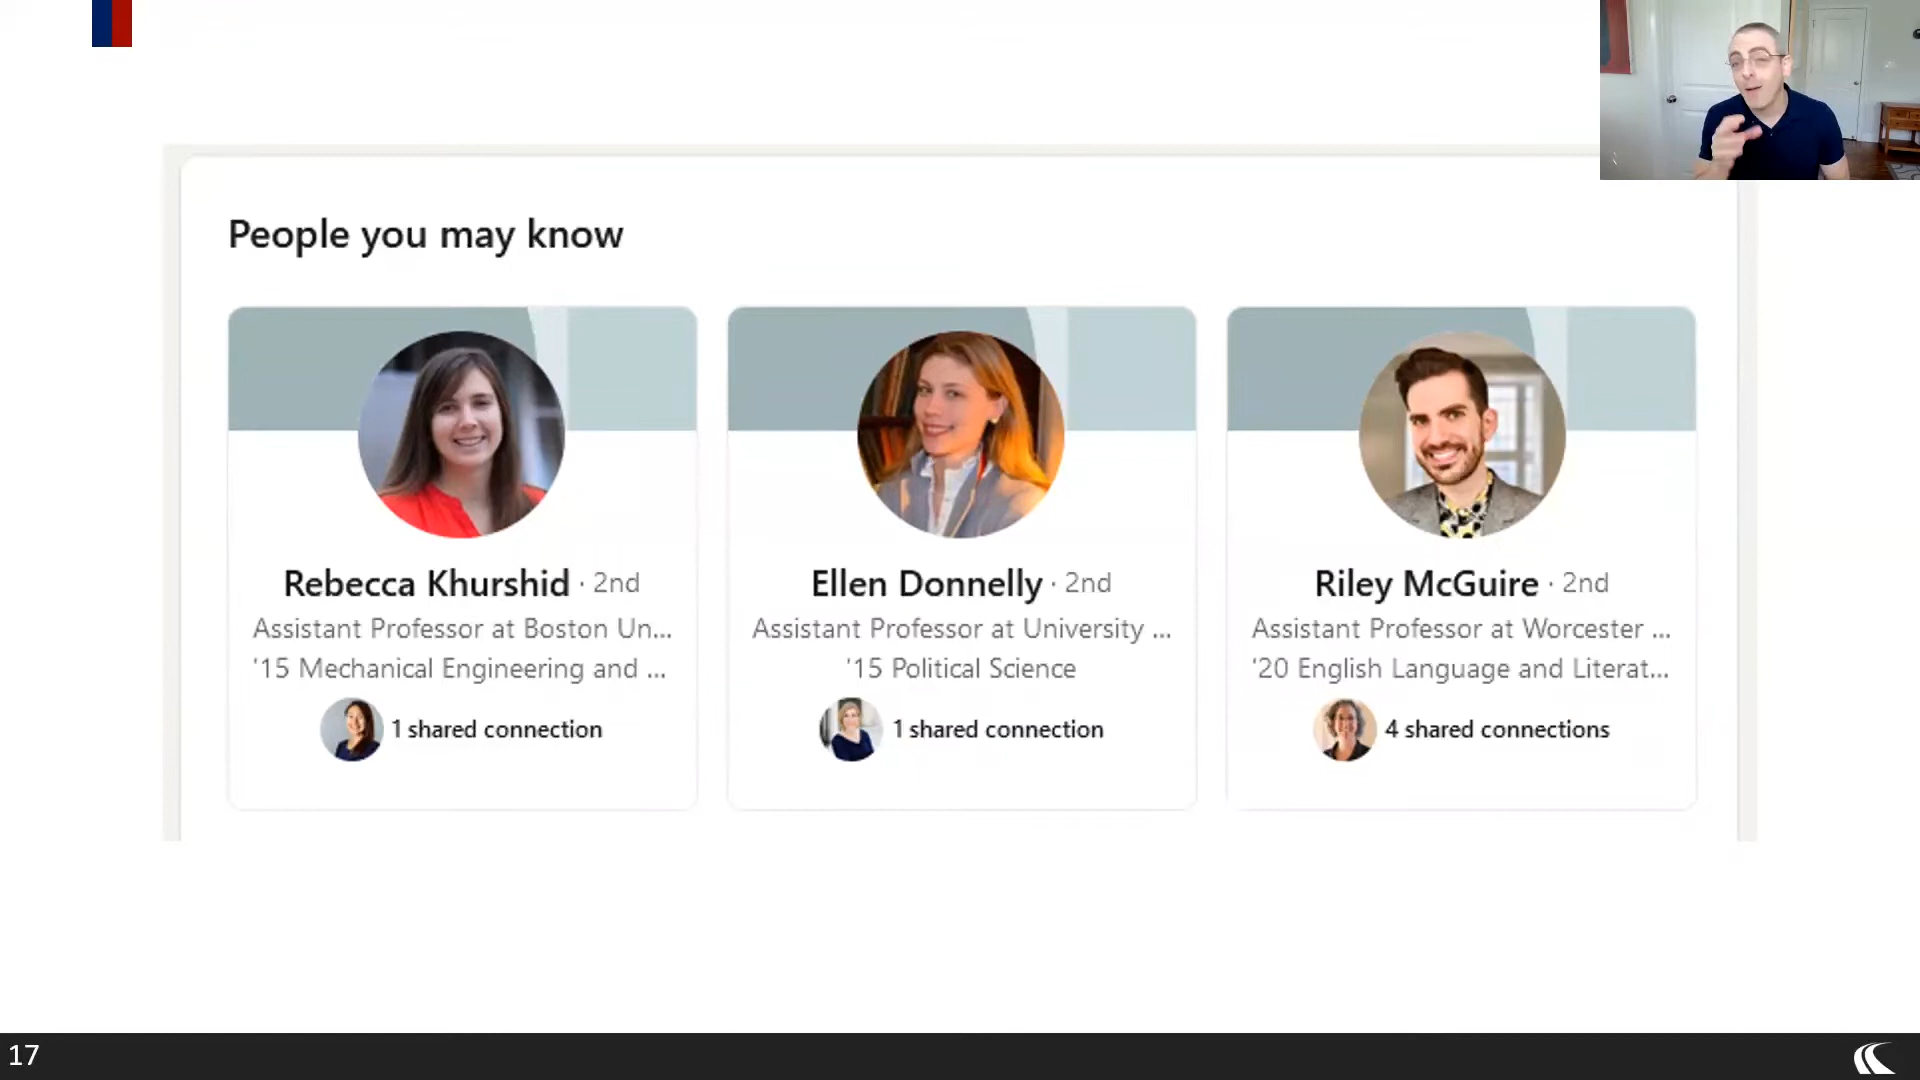 People you may know
Rebecca Khurshid · 2nd
Assistant Professor at Boston Un...
'15 Mechanical Engineering and ...
1 shared connection
Ellen Donnelly · 2nd
Assistant Professor at University ...
'15 Political Science
1 shared connection
Riley McGuire · 2nd
Assistant Professor at Worcester ...
'20 English Language and Literat...
4 shared connections
17